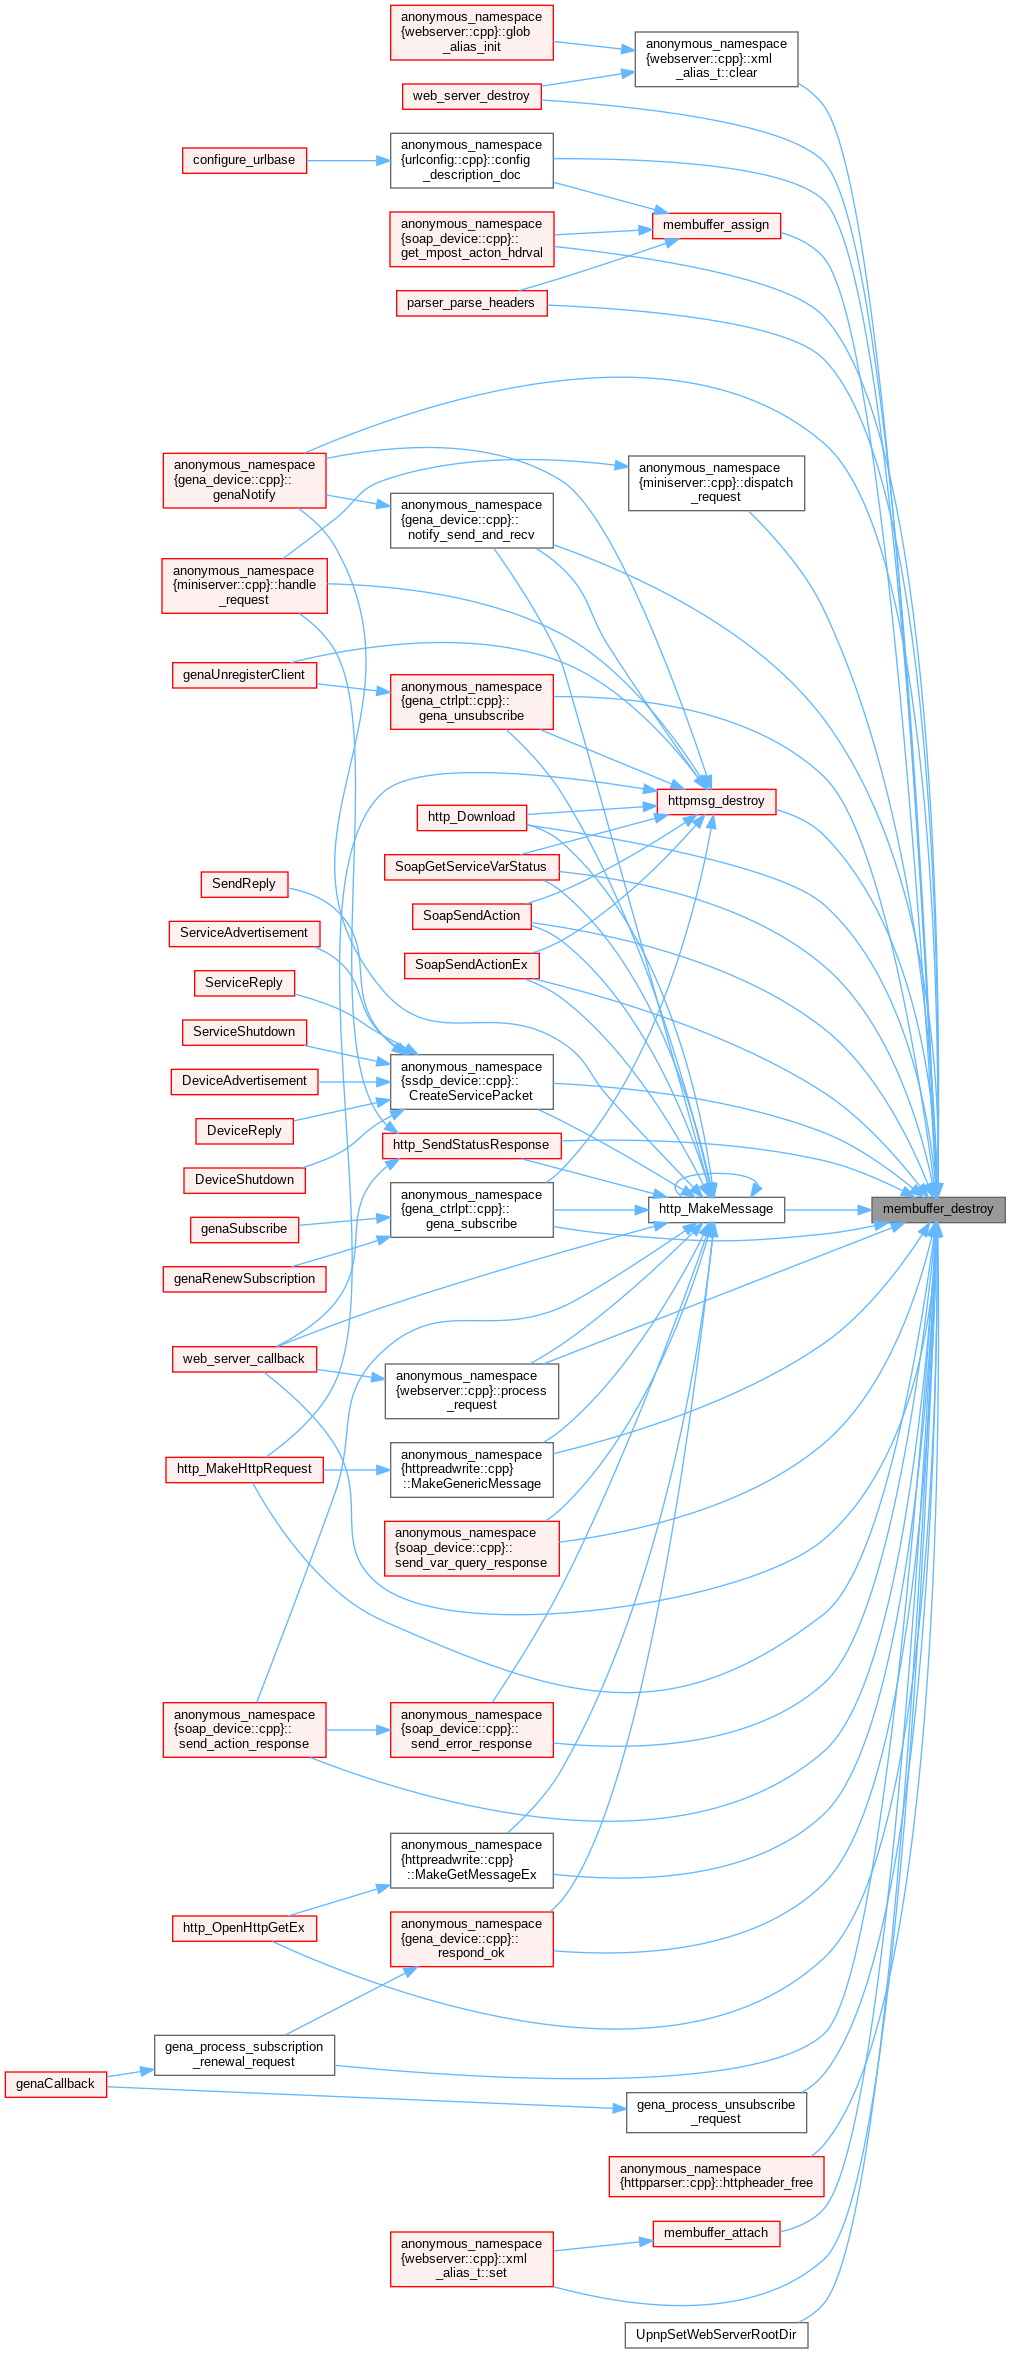 anonymous_namespace
{webserver::cpp}::glob
_alias_init
anonymous_namespace
{webserver::cpp}::xml
_alias_t::clear
web_server_destroy
anonymous_namespace
{urlconfig::cpp}::config
_description_doc
configure_urlbase
anonymous_namespace
{soap_device::cpp}::
get_mpost_acton_hdrval
membuffer_assign
parser_parse_headers
anonymous_namespace
{gena_device::cpp}::
genaNotify
anonymous_namespace
{miniserver::cpp}::dispatch
_request
anonymous_namespace
{gena_device::cpp}::
notify_send_and_recv
anonymous_namespace
{miniserver::cpp}::handle
_request
genaUnregisterClient
anonymous_namespace
{gena_ctrlpt::cpp}::
gena_unsubscribe
httpmsg_destroy
http_Download
SoapGetServiceVarStatus
SendReply
SoapSendAction
ServiceAdvertisement
SoapSendActionEx
ServiceReply
ServiceShutdown
anonymous_namespace
{ssdp_device::cpp}::
CreateServicePacket
DeviceAdvertisement
DeviceReply
http_SendStatusResponse
DeviceShutdown
anonymous_namespace
{gena_ctrlpt::cpp}::
gena_subscribe
http_MakeMessage
membuffer_destroy
genaSubscribe
genaRenewSubscription
web_server_callback
anonymous_namespace
{webserver::cpp}::process
_request
anonymous_namespace
{httpreadwrite::cpp}
::MakeGenericMessage
http_MakeHttpRequest
anonymous_namespace
{soap_device::cpp}::
send_var_query_response
anonymous_namespace
{soap_device::cpp}::
send_action_response
anonymous_namespace
{soap_device::cpp}::
send_error_response
anonymous_namespace
{httpreadwrite::cpp}
::MakeGetMessageEx
http_OpenHttpGetEx
anonymous_namespace
{gena_device::cpp}::
respond_ok
gena_process_subscription
_renewal_request
genaCallback
gena_process_unsubscribe
_request
anonymous_namespace
{httpparser::cpp}::httpheader_free
membuffer_attach
anonymous_namespace
{webserver::cpp}::xml
_alias_t::set
UpnpSetWebServerRootDir